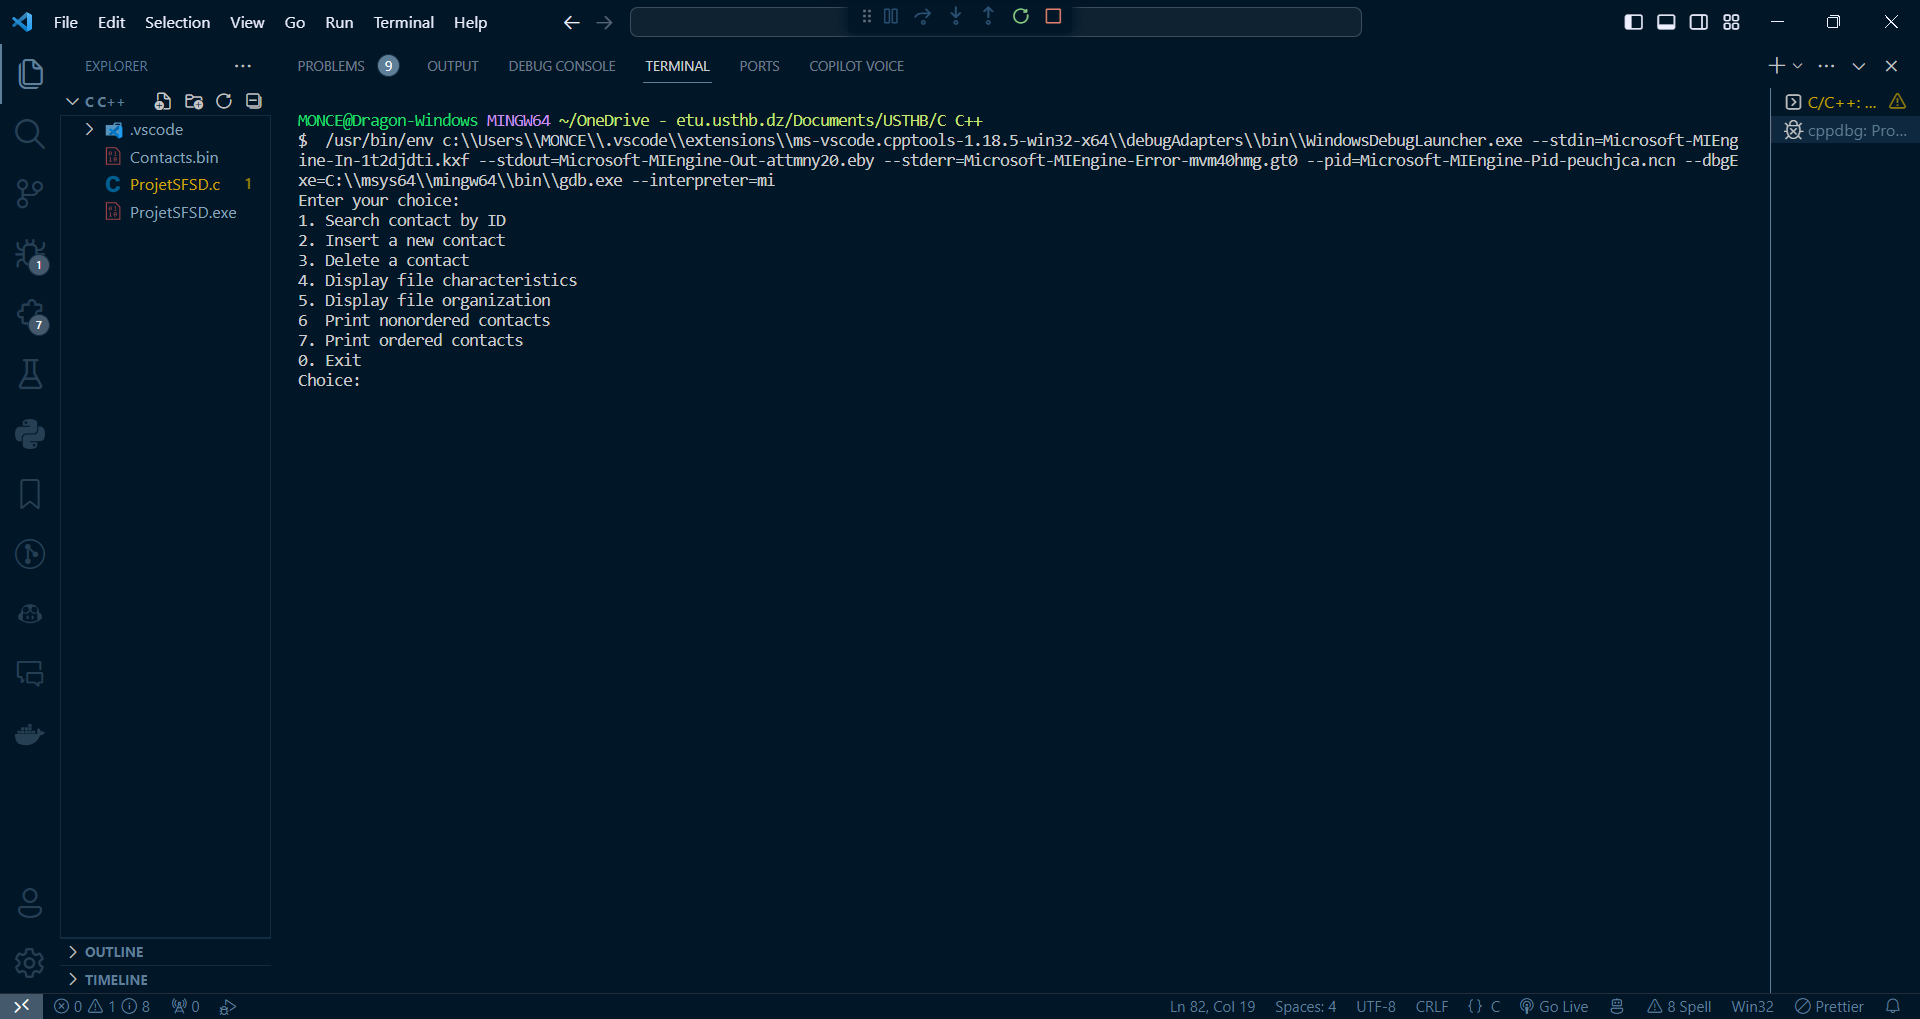 File Edit Selection View Go Run Terminal Help
EXPLORER
PROBLEMS 9 OUTPUT DEBUG CONSOLE TERMINAL PORTS COPILOT VOICE
C C++
.vscode
Contacts.bin
ProjetSFSD.c 1
ProjetSFSD.exe
1
7
MONCE@Dragon-Windows MINGW64 ~/OneDrive - etu.usthb.dz/Documents/USTHB/C C++
$ /usr/bin/env c:\\Users\\MONCE\\.vscode\\extensions\\ms-vscode.cpptools-1.18.5-win32-x64\\debugAdapters\\bin\\WindowsDebugLauncher.exe --stdin=Microsoft-MIEng
ine-In-1t2djdti.kxf --stdout=Microsoft-MIEngine-Out-attmny20.eby --stderr=Microsoft-MIEngine-Error-mvm40hmg.gt0 --pid=Microsoft-MIEngine-Pid-peuchjca.ncn --dbgE
xe=C:\\msys64\\mingw64\\bin\\gdb.exe --interpreter=mi
Enter your choice:
1. Search contact by ID
2. Insert a new contact
3. Delete a contact
4. Display file characteristics
5. Display file organization
6  Print nonordered contacts
7. Print ordered contacts
0. Exit
Choice:
C/C++: ...
cppdbg: Pro...
OUTLINE
TIMELINE
0 1 8 0 Ln 82, Col 19 Spaces: 4 UTF-8 CRLF {} C Go Live 8 Spell Win32 Prettier